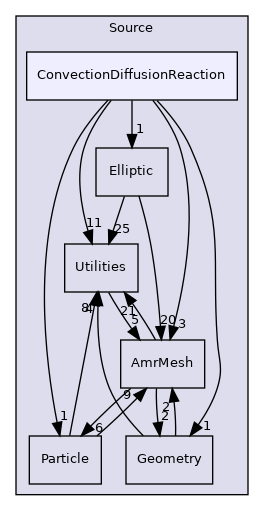 Source
ConvectionDiffusionReaction
1
Elliptic
11
25
Utilities
8
21
5
20
3
AmrMesh
9
2
2
1
6
1
Particle
Geometry